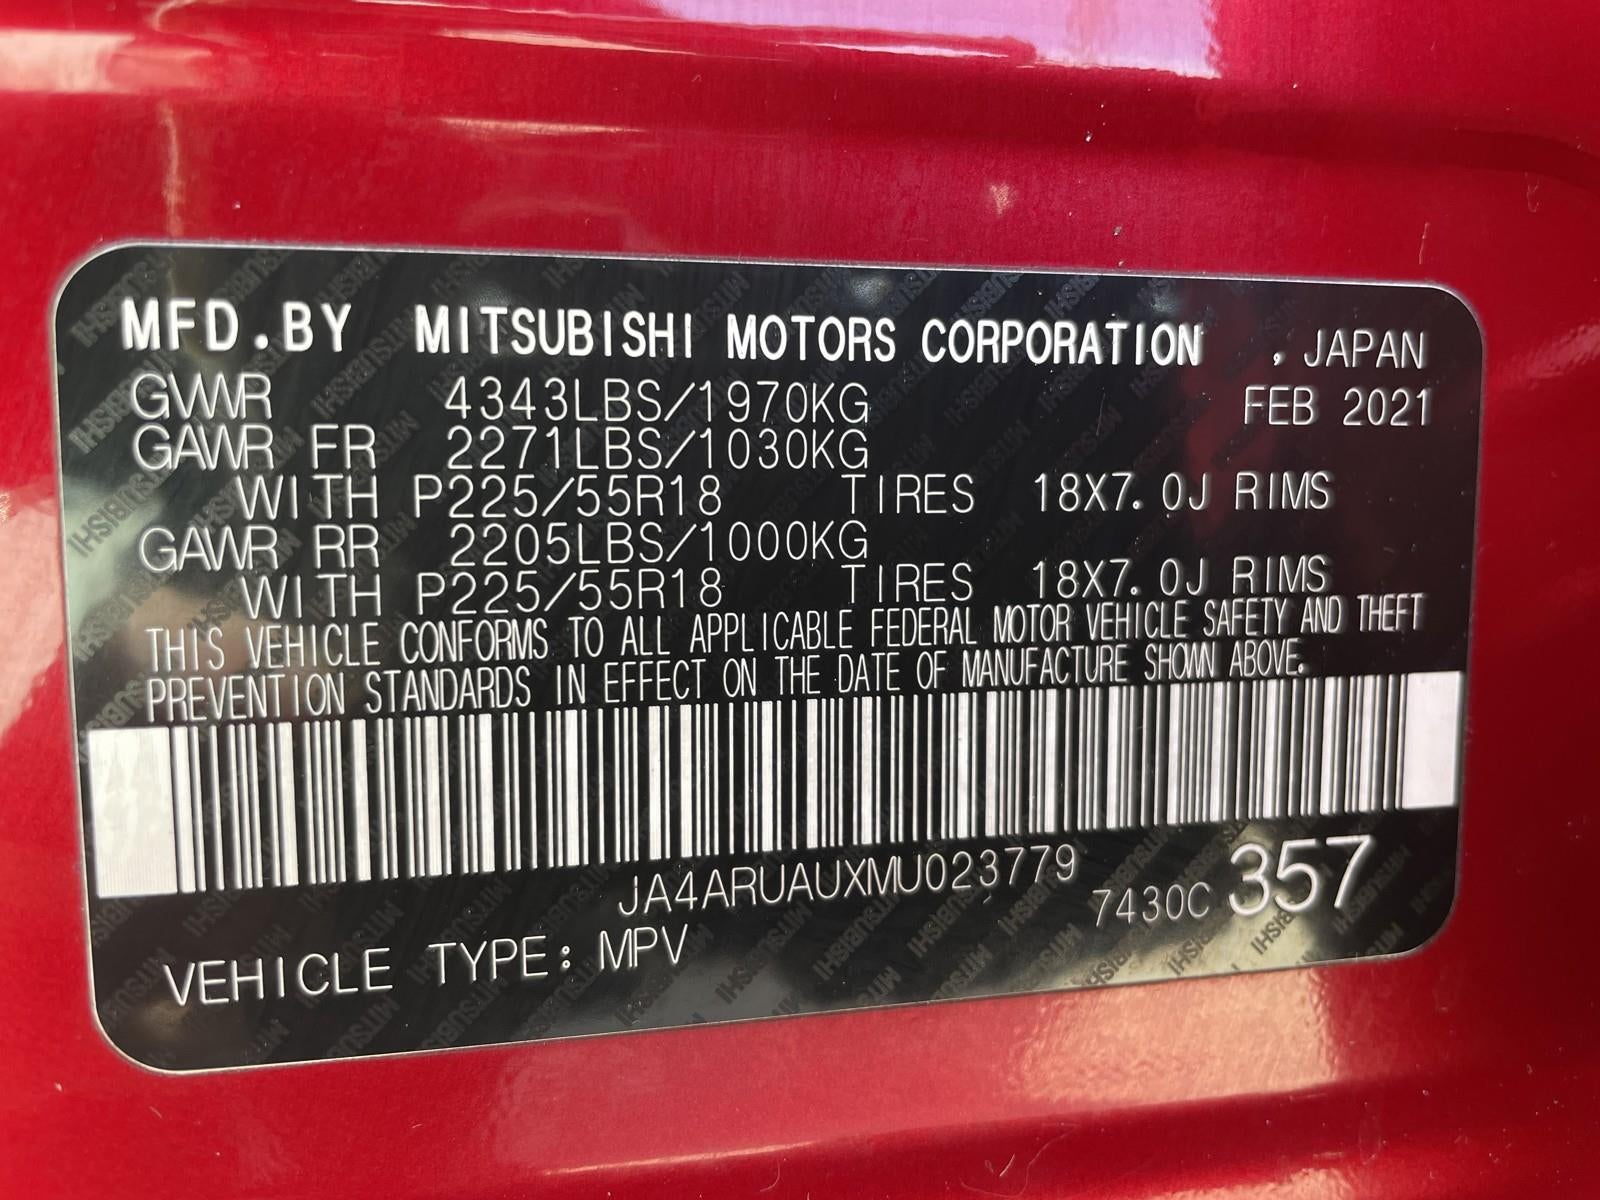 MFD.BY MITSUBISHI MOTORS CORPORATION , JAPAN
GVWR 4343LBS/1970KG FEB 2021
GAWR FR 2271LBS/1030KG
WITH P225/55R18 TIRES 18X7.0J RIMS
GAWR RR 2205LBS/1000KG
WITH P225/55R18 TIRES 18X7.0J RIMS
THIS VEHICLE CONFORMS TO ALL APPLICABLE FEDERAL MOTOR VEHICLE SAFETY AND THEFT
PREVENTION STANDARDS IN EFFECT ON THE DATE OF MANUFACTURE SHOWN ABOVE.
JA4ARUAUXMU023779 7430C 357
VEHICLE TYPE: MPV